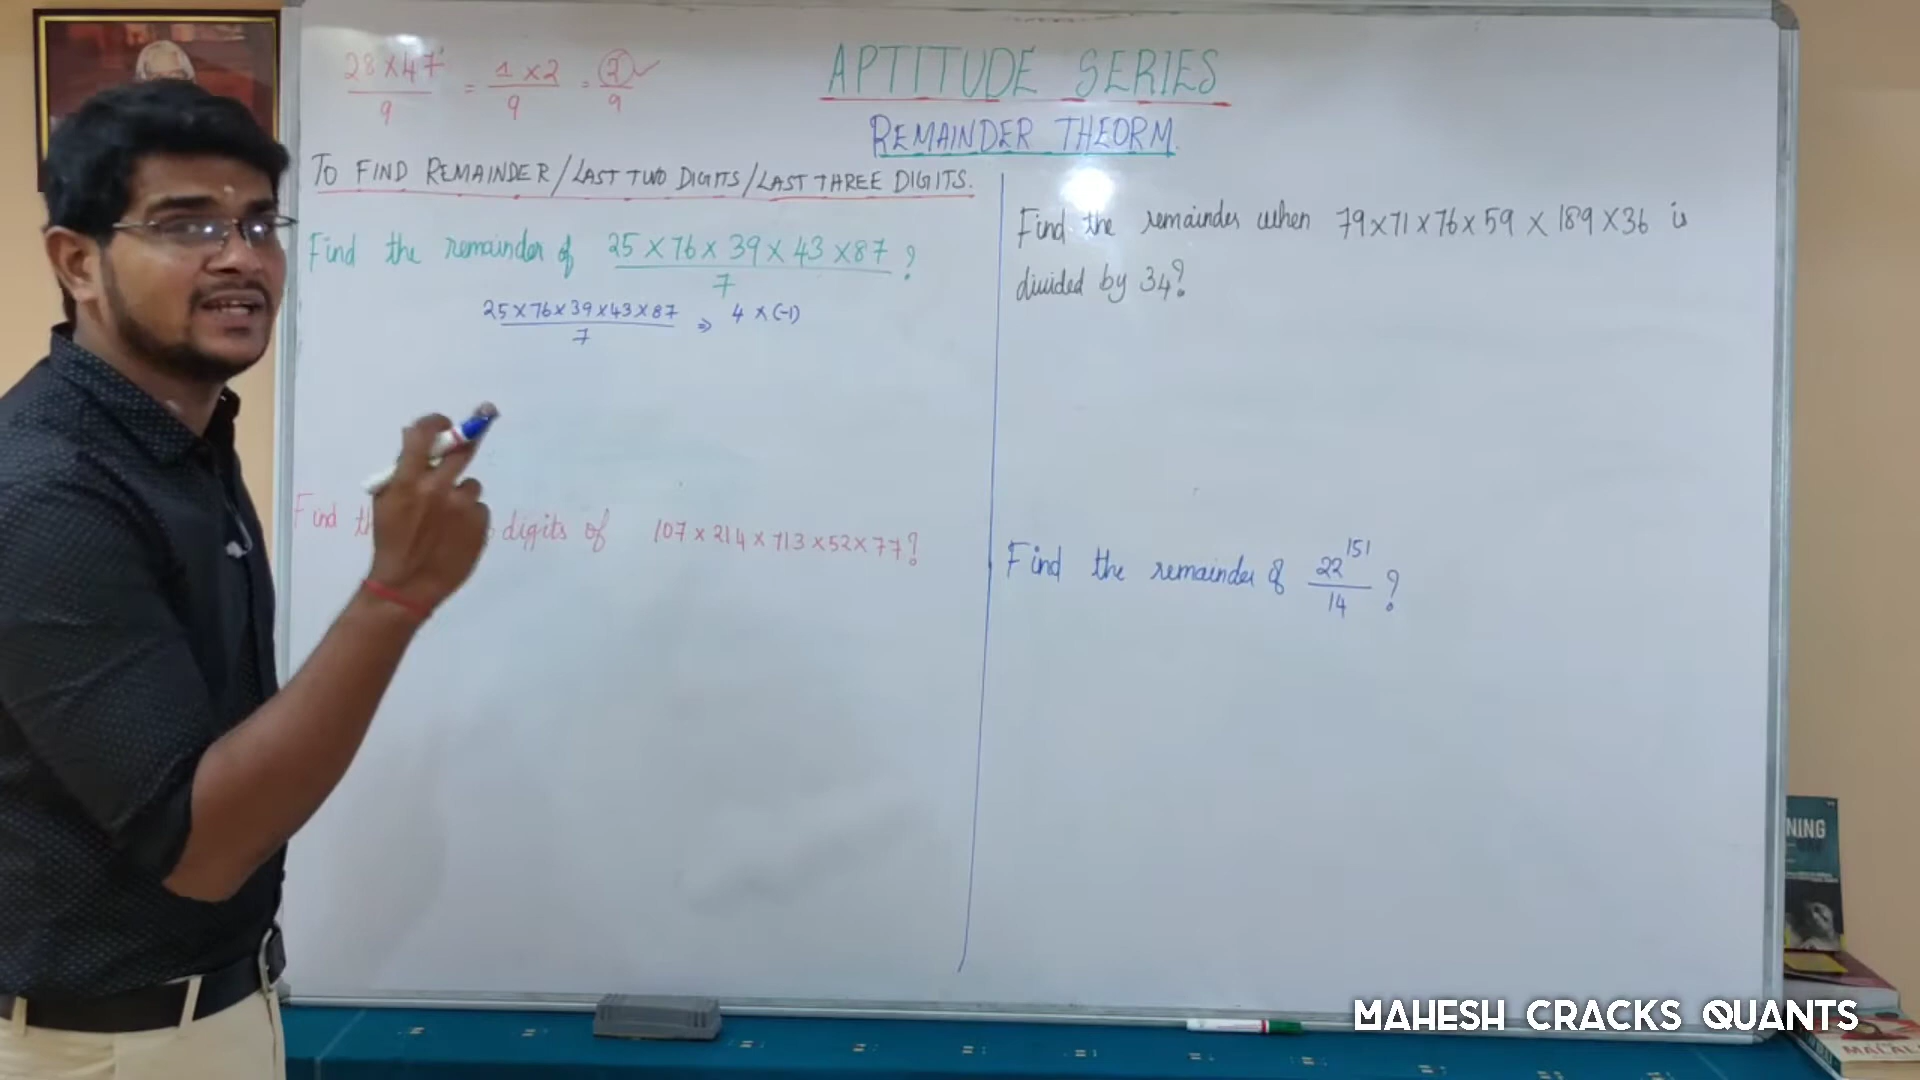 28×47/9 = 1×2/9 = 2/9 ✓
APTITUDE SERIES
REMAINDER THEORM.
TO FIND REMAINDER/LAST TWO DIGITS/LAST THREE DIGITS.
Find the remainder of 25×76×39×43×87/7?
25×76×39×43×87/7 ⇒ 4×(-1)
Find digits of 107×214×713×52×77?
Find the remainder when 79×71×76×59×189×36 is
divided by 34?
Find the remainder of 22^151/14?
NING
MALAL
MAHESH CRACKS QUANTS